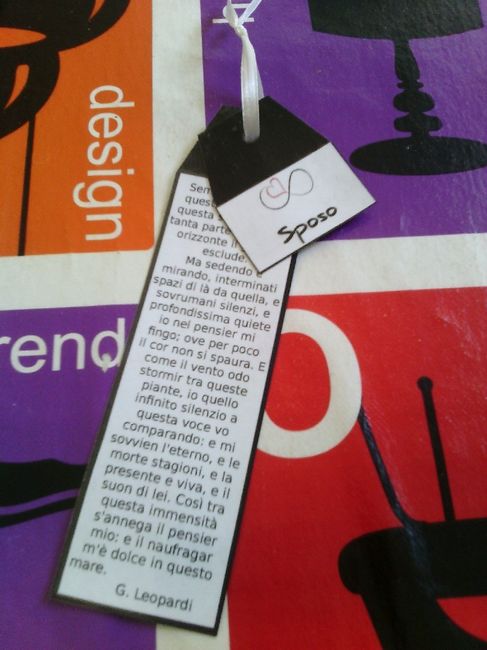 design
Sposo
Sem
quest
questa
tanta parte
orizzonte il
esclude.
Ma sedendo e
mirando, interminati
spazi di là da quella, e
sovrumani silenzi, e
profondissima quiete
io nel pensier mi
fingo; ove per poco
il cor non si spaura. E
come il vento odo
stormir tra queste
piante, io quello
infinito silenzio a
questa voce vo
comparando: e mi
sovvien l'eterno, e le
morte stagioni, e la
presente e viva, e il
suon di lei. Così tra
questa immensità
s'annega il pensier
mio: e il naufragar
m'è dolce in questo
mare.
G. Leopardi
rend